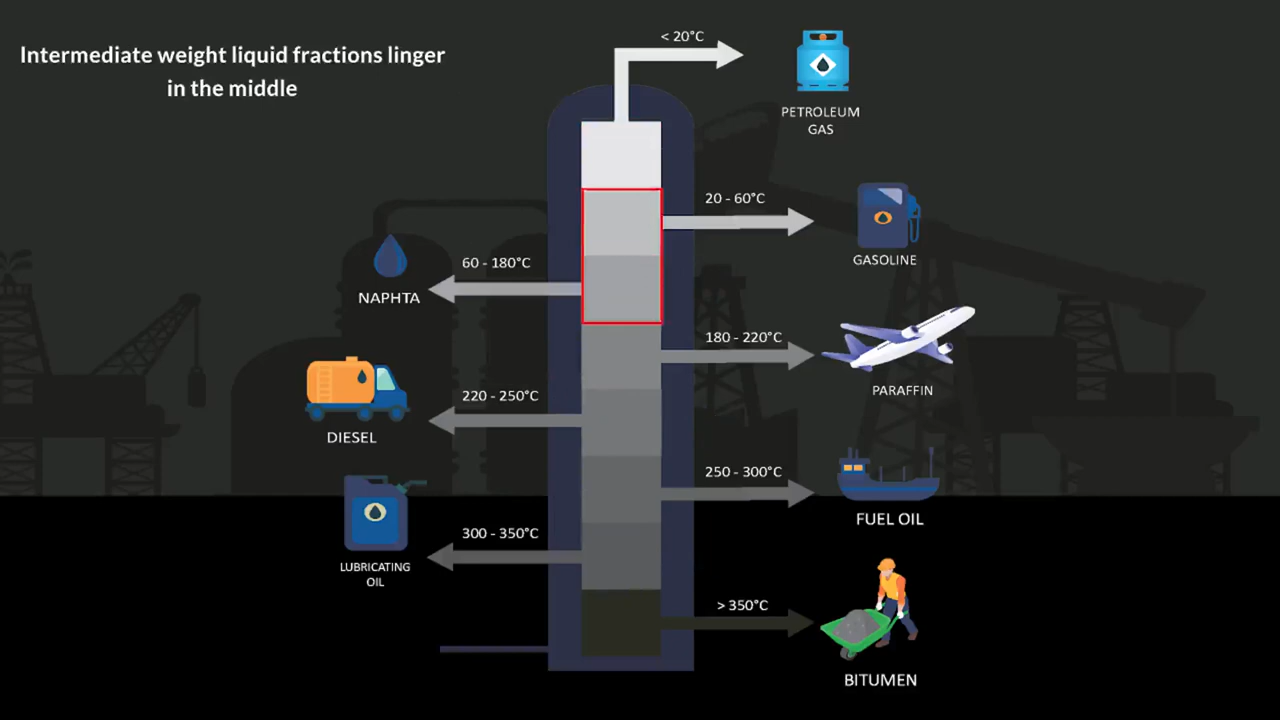 Intermediate weight liquid fractions linger
in the middle
< 20°C
PETROLEUM
GAS
20 - 60°C
GASOLINE
60 - 180°C
NAPHTA
180 - 220°C
PARAFFIN
220 - 250°C
DIESEL
250 - 300°C
FUEL OIL
300 - 350°C
LUBRICATING
OIL
> 350°C
BITUMEN